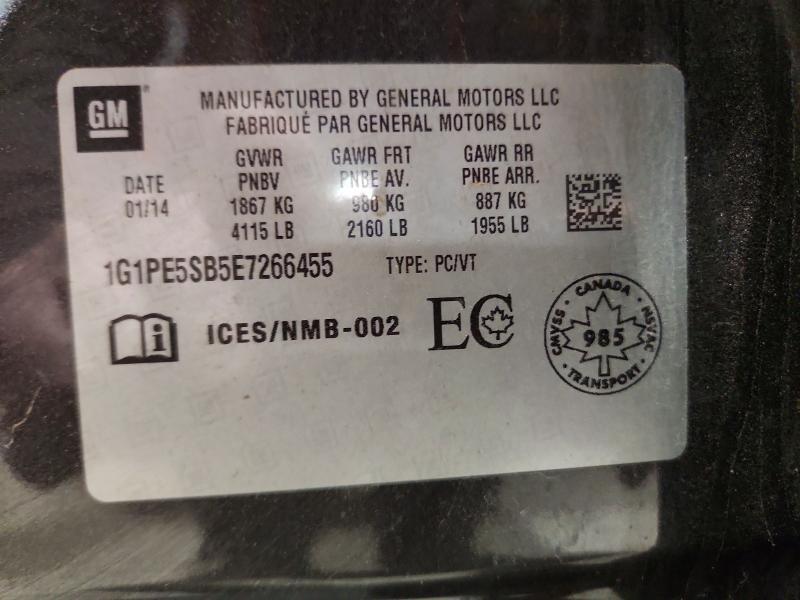 GM
MANUFACTURED BY GENERAL MOTORS LLC
FABRIQUÉ PAR GENERAL MOTORS LLC
DATE
01/14
GVWR
PNBV
1867 KG
4115 LB
GAWR FRT
PNBE AV.
980 KG
2160 LB
GAWR RR
PNBE ARR.
887 KG
1955 LB
1G1PE5SB5E7266455 TYPE: PC/VT
i ICES/NMB-002 EC
CANADA
CMVSS 985 NSVAC
TRANSPORT